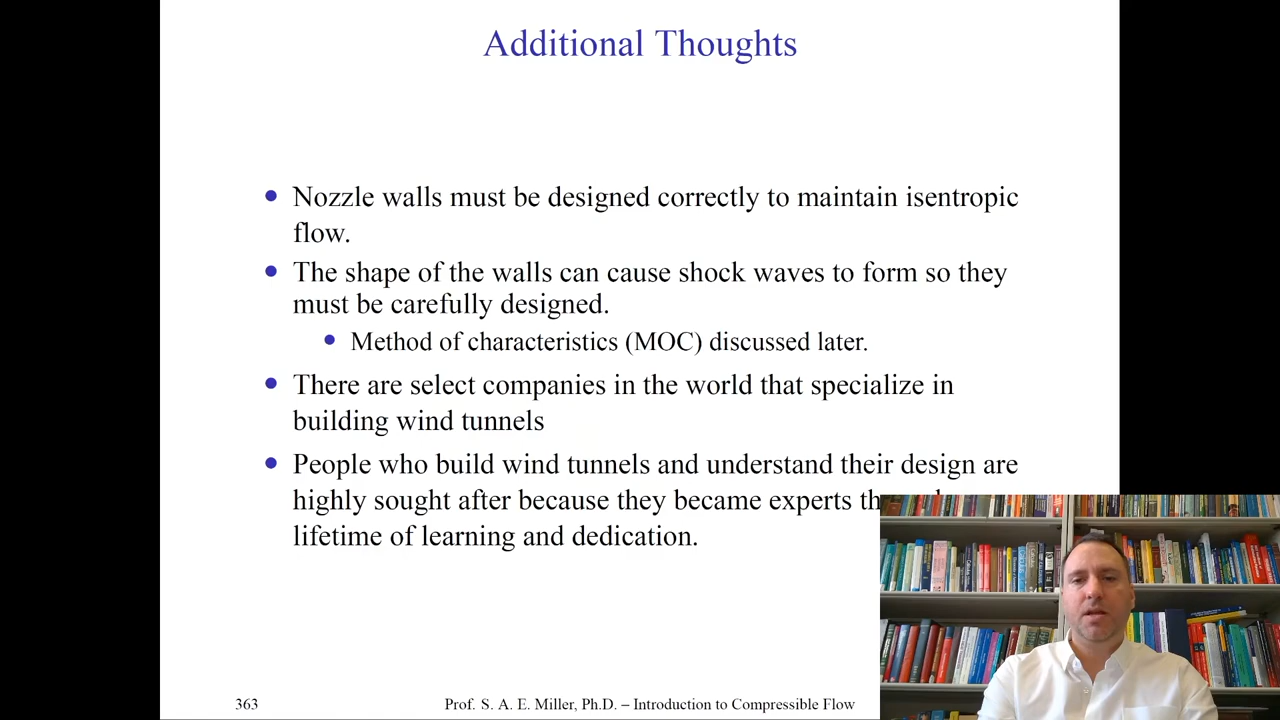 Additional Thoughts
• Nozzle walls must be designed correctly to maintain isentropic
flow.
• The shape of the walls can cause shock waves to form so they
must be carefully designed.
• Method of characteristics (MOC) discussed later.
• There are select companies in the world that specialize in
building wind tunnels
• People who build wind tunnels and understand their design are
highly sought after because they became experts
lifetime of learning and dedication.
363
Prof. S. A. E. Miller, Ph.D. – Introduction to Compressible Flow